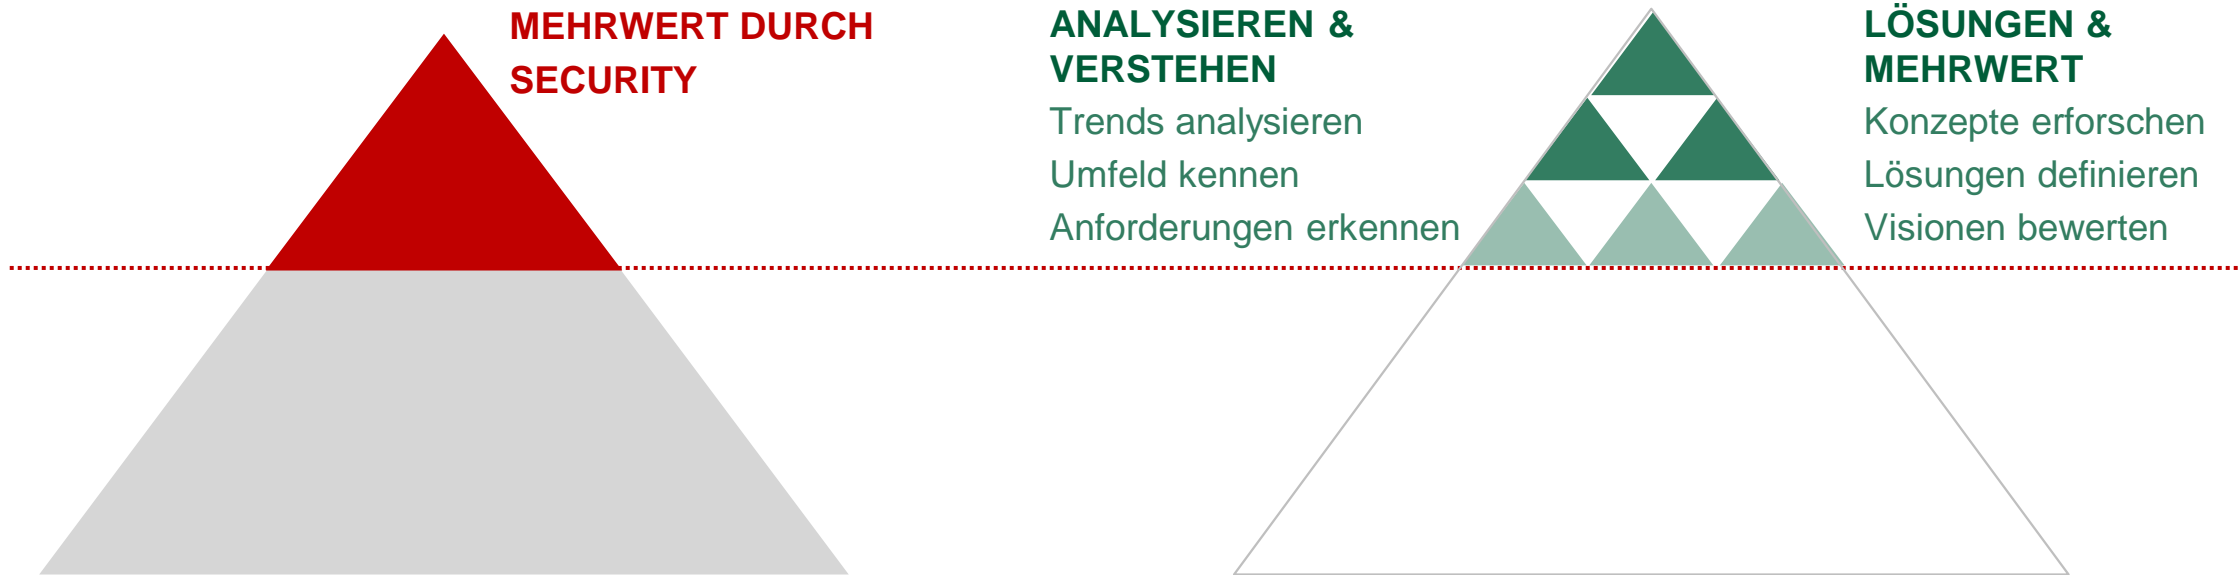 MEHRWERT DURCH
SECURITY
ANALYSIEREN &
VERSTEHEN
Trends analysieren
Umfeld kennen
Anforderungen erkennen
LÖSUNGEN &
MEHRWERT
Konzepte erforschen
Lösungen definieren
Visionen bewerten